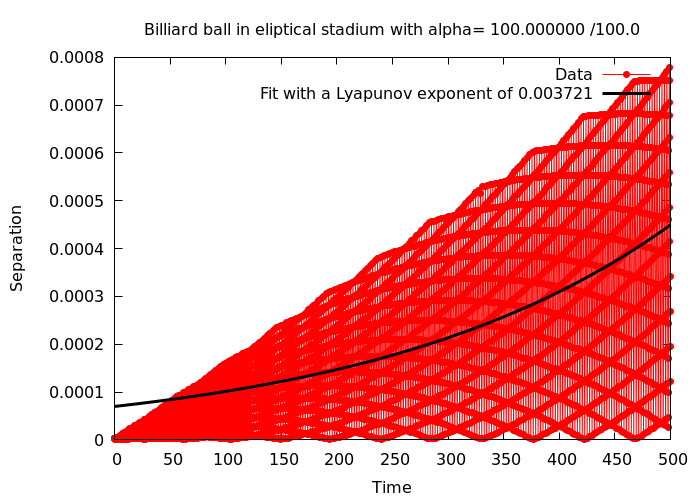 Billiard ball in eliptical stadium with alpha= 100.000000 /100.0
Data
Fit with a Lyapunov exponent of 0.003721
Separation
0.0008
0.0007
0.0006
0.0005
0.0004
0.0003
0.0002
0.0001
0
0 50 100 150 200 250 300 350 400 450 500
Time